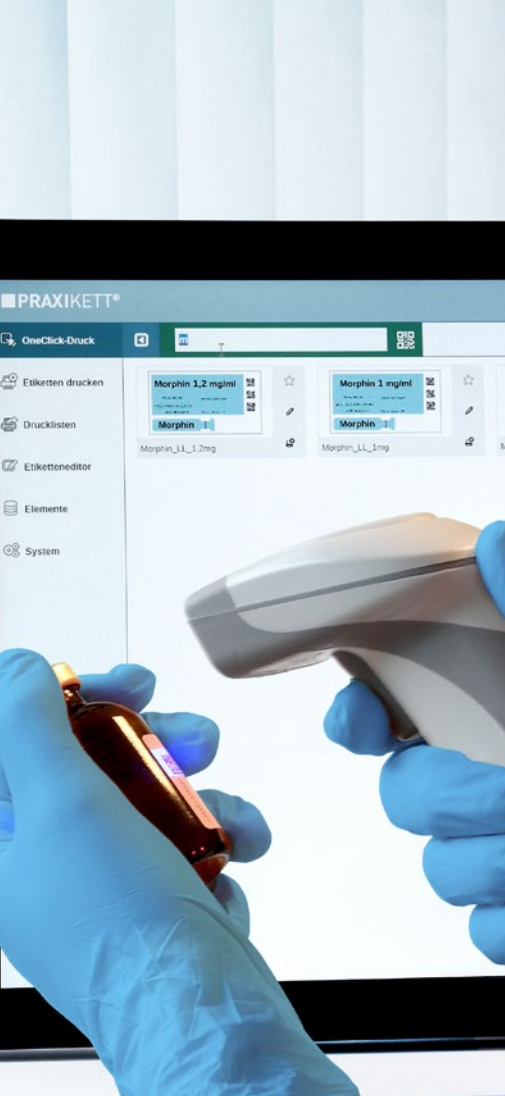 PRAXIKETT®
OneClick-Druck
m
Etiketten drucken
Drucklisten
Etiketteneditor
Elemente
System
Morphin 1,2 mg/ml
Morphin
Morphin_LL_1,2mg
Morphin 1 mg/ml
Morphin
Morphin_LL_1mg
M